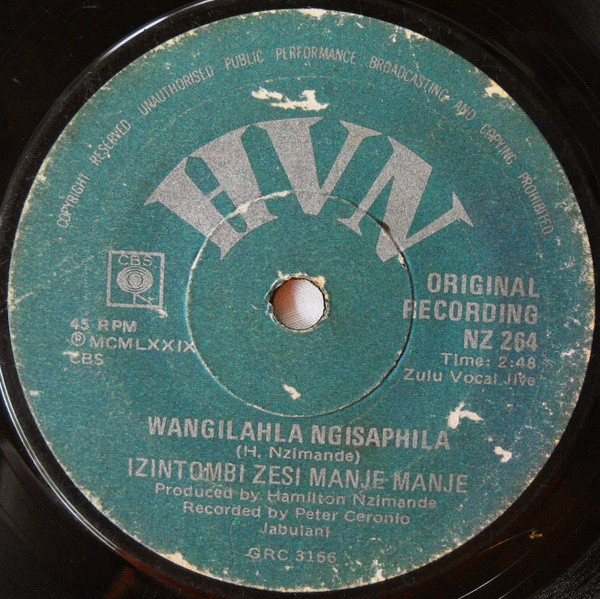 COPYRIGHT RESERVED UNAUTHORISED PUBLIC PERFORMANCE BROADCASTING AND COPYING PROHIBITED
HVN
CBS
ORIGINAL
RECORDING
NZ 264
Time: 2:48
Zulu Vocal Jive
45 RPM
Ⓟ MCMLXXIX
CBS
WANGILAHLA NGISAPHILA
(H. Nzimande)
IZINTOMBI ZESI MANJE MANJE
Produced by Hamilton Nzimande
Recorded by Peter Ceronio
Jabulani
GRC 3166